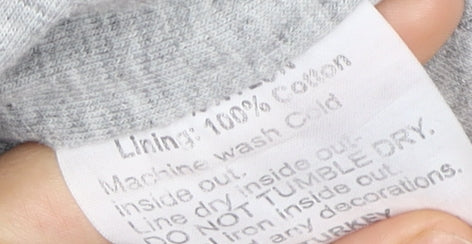 Lining: 100% Cotton
Machine wash Cold
inside out.
Line dry inside out.
DO NOT TUMBLE DRY.
iron inside out
any decorations.
TURKEY